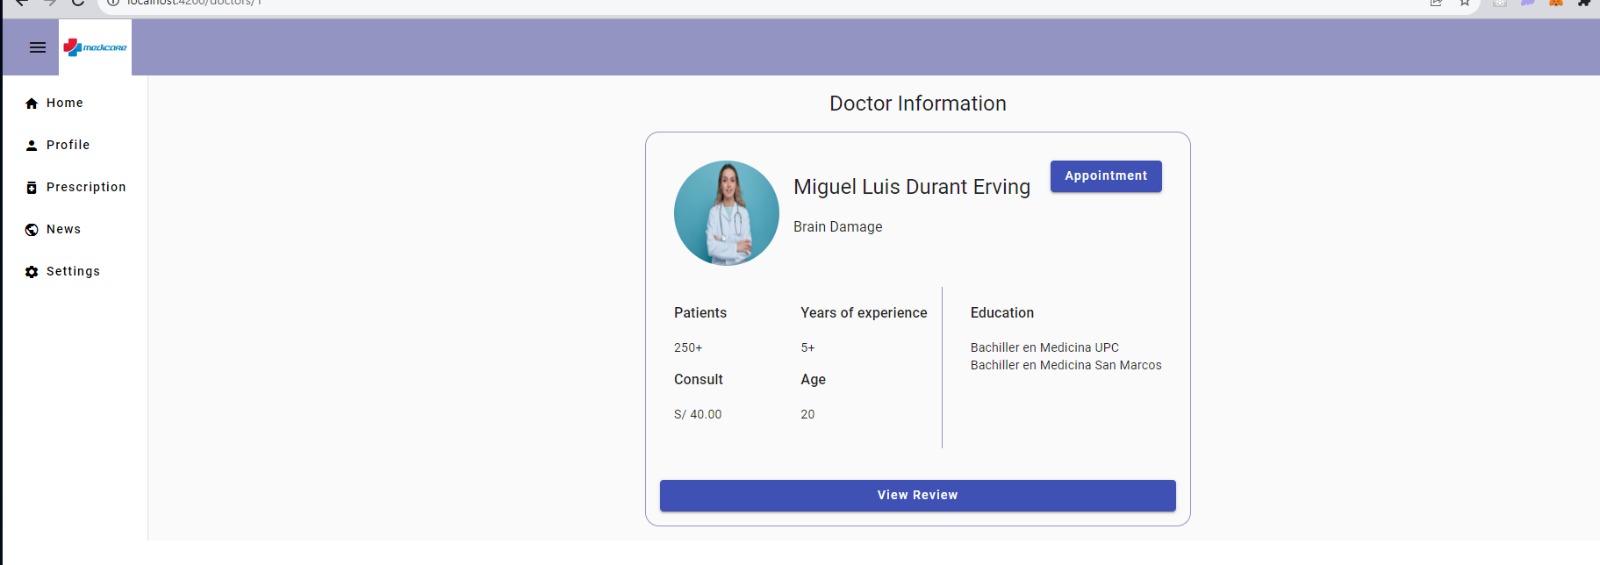 localhost:4200/doctors/1
medicare
Home
Profile
Prescription
News
Settings
Doctor Information
Miguel Luis Durant Erving
Appointment
Brain Damage
Patients
Years of experience
Education
250+
5+
Bachiller en Medicina UPC
Bachiller en Medicina San Marcos
Consult
Age
S/ 40.00
20
View Review